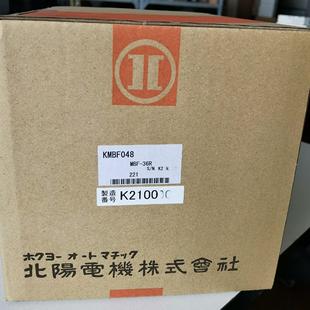 KMBF048
MBF-36R
S/N K2
221
製造番号 K2100
ホクヨー オートマチック
北陽電機株式會社